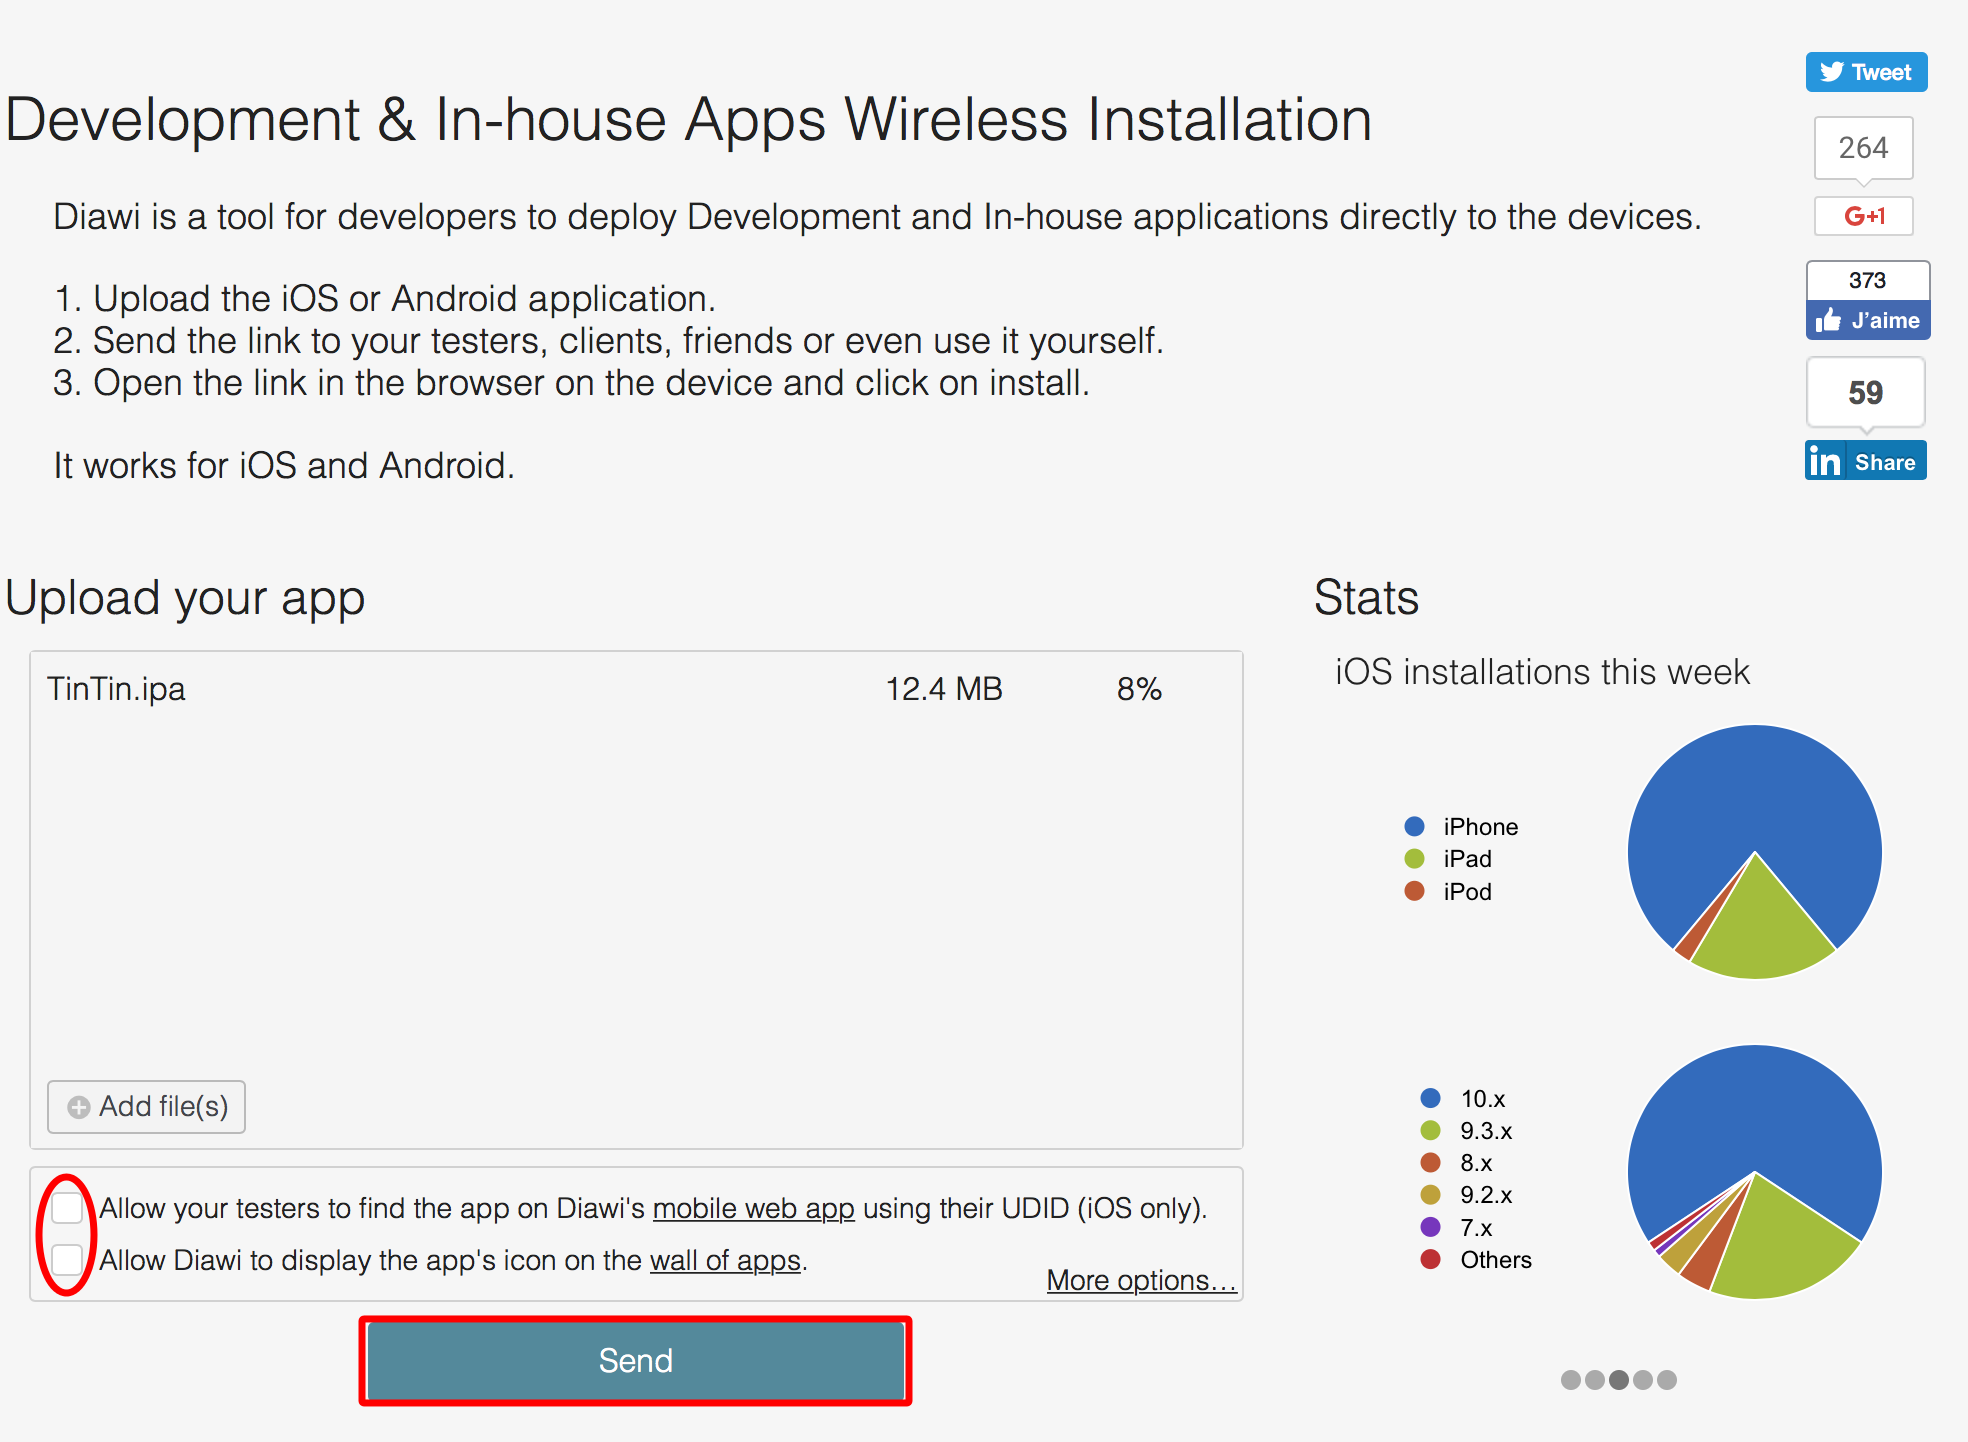 Tweet
Development & In-house Apps Wireless Installation
264
Diawi is a tool for developers to deploy Development and In-house applications directly to the devices.
G+1
373
1. Upload the iOS or Android application.
J'aime
2. Send the link to your testers, clients, friends or even use it yourself.
3. Open the link in the browser on the device and click on install.
59
It works for iOS and Android.
in Share
Upload your app
TinTin.ipa 12.4 MB 8%
Add file(s)
Allow your testers to find the app on Diawi's mobile web app using their UDID (iOS only).
Allow Diawi to display the app's icon on the wall of apps.
More options...
Send
Stats
iOS installations this week
iPhone
iPad
iPod
10.x
9.3.x
8.x
9.2.x
7.x
Others